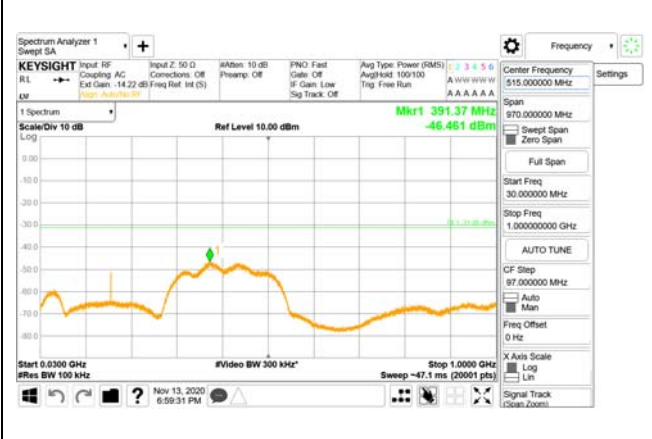 Spectrum Analyzer 1
Swept SA
+
Frequency
KEYSIGHT
RL
Input: RF
Coupling: AC
Ext Gain: -14.22 dB
Align: Auto/No RF
Input Z: 50 Ω
Corrections: Off
Freq Ref: Int (S)
#Atten: 10 dB
Preamp: Off
PNO: Fast
Gate: Off
IF Gain: Low
Sig Track: Off
Avg Type: Power (RMS)
Avg|Hold: 100/100
Trig: Free Run
1 2 3 4 5 6
A W W W W W
A A A A A A
1 Spectrum
Scale/Div 10 dB
Log
Ref Level 10.00 dBm
Mkr1 391.37 MHz
-46.461 dBm
0.00
-10.0
-20.0
-30.0
-40.0
-50.0
-60.0
-70.0
-80.0
1
Start 0.0300 GHz
#Res BW 100 kHz
#Video BW 300 kHz*
Stop 1.0000 GHz
Sweep ~47.1 ms (20001 pts)
Nov 13, 2020
6:59:31 PM
?
Center Frequency
515.000000 MHz
Settings
Span
970.000000 MHz
Swept Span
Zero Span
Full Span
Start Freq
30.000000 MHz
Stop Freq
1.000000000 GHz
AUTO TUNE
CF Step
97.000000 MHz
Auto
Man
Freq Offset
0 Hz
X Axis Scale
Log
Lin
Signal Track
(Span Zoom)